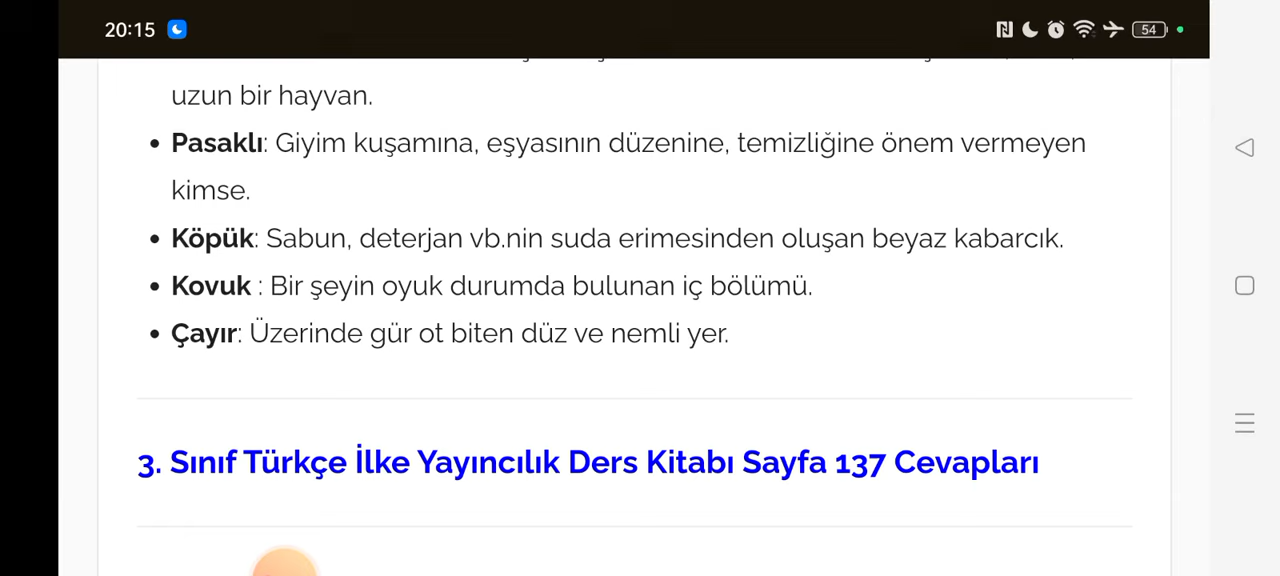 20:15
54
uzun bir hayvan.
• Pasaklı: Giyim kuşamına, eşyasının düzenine, temizliğine önem vermeyen
kimse.
• Köpük: Sabun, deterjan vb.nin suda erimesinden oluşan beyaz kabarcık.
• Kovuk : Bir şeyin oyuk durumda bulunan iç bölümü.
• Çayır: Üzerinde gür ot biten düz ve nemli yer.
3. Sınıf Türkçe İlke Yayıncılık Ders Kitabı Sayfa 137 Cevapları